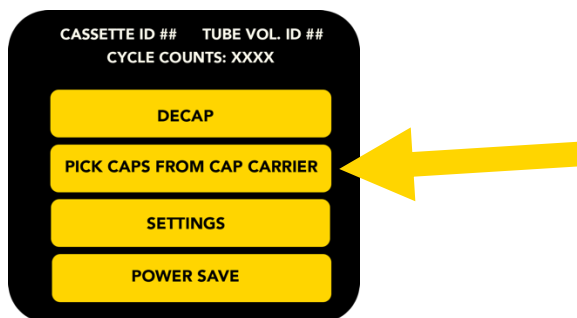 CASSETTE ID ## TUBE VOL. ID ##
CYCLE COUNTS: XXXX
DECAP
PICK CAPS FROM CAP CARRIER
SETTINGS
POWER SAVE